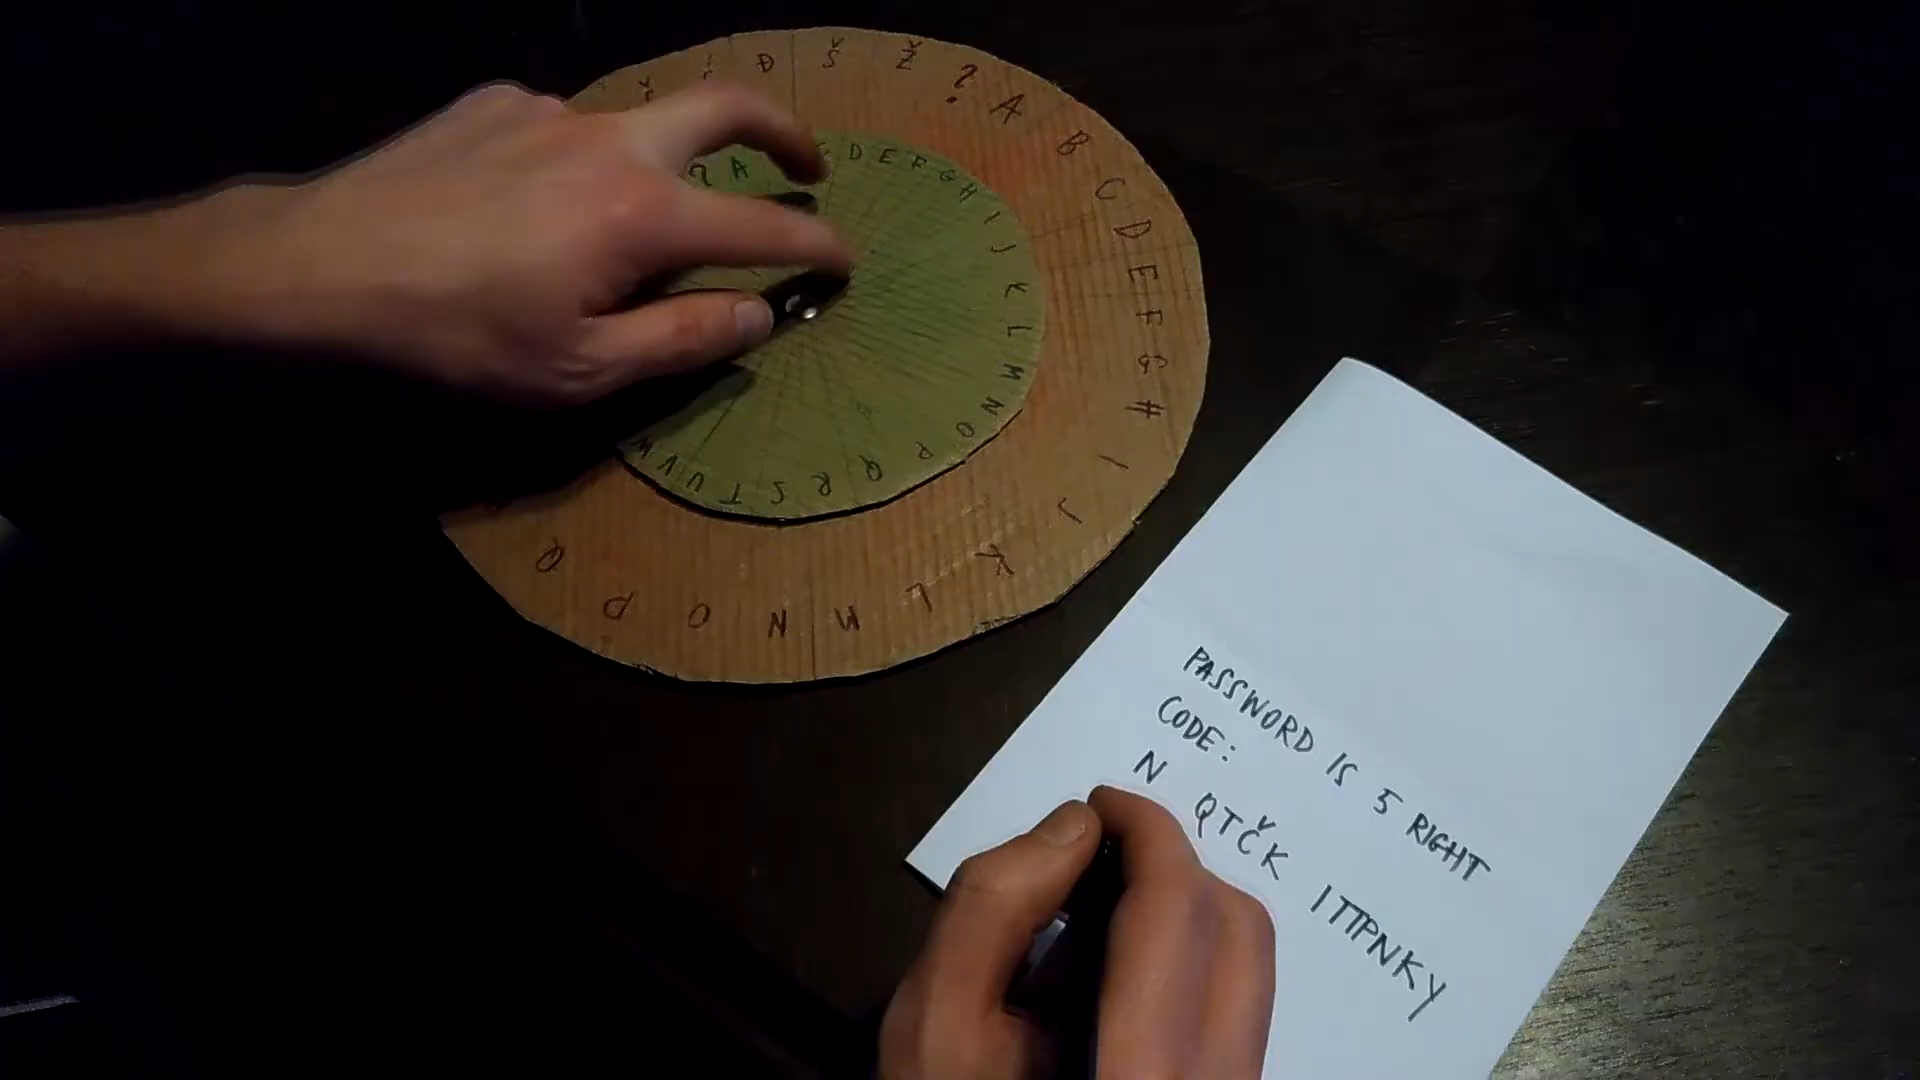 Đ Š Ž ? A B C D E F G H I J K L M N O P Q
? A D E F G H I J K L M N O P Q R S T U V W
PASSWORD IS 5 RIGHT
CODE:
N QTČK ITTPNKY